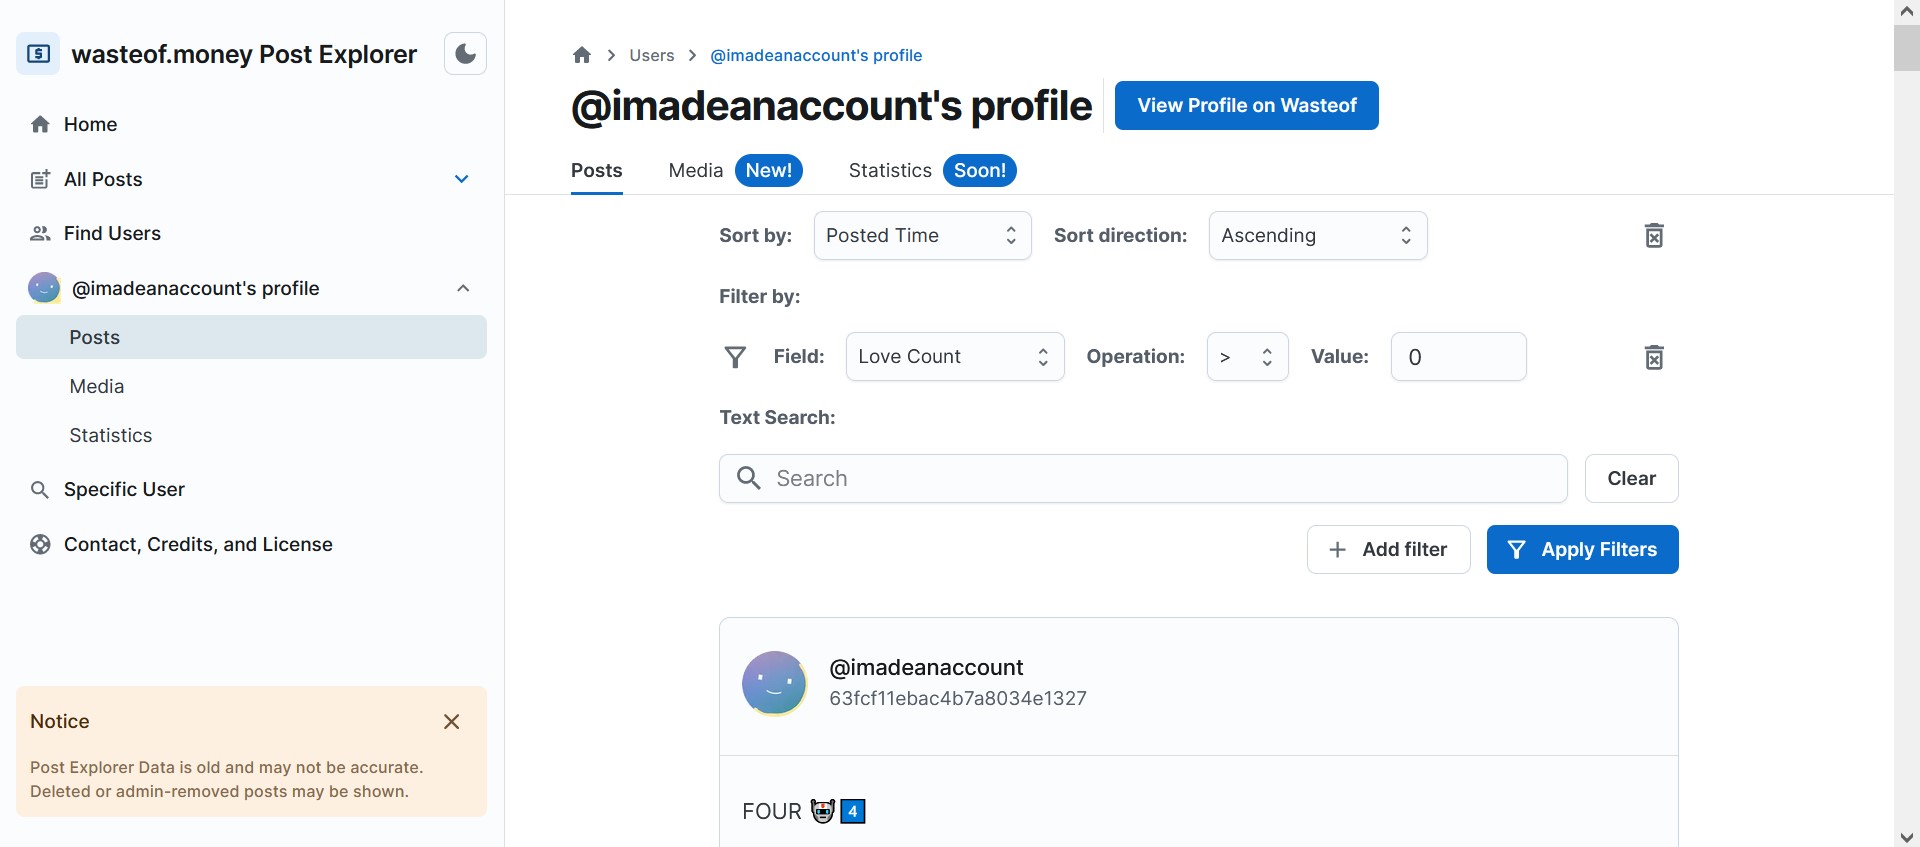 wasteof.money Post Explorer
Home
All Posts
Find Users
@imadeanaccount's profile
Posts
Media
Statistics
Specific User
Contact, Credits, and License
Notice
Post Explorer Data is old and may not be accurate.
Deleted or admin-removed posts may be shown.
Users @imadeanaccount's profile
@imadeanaccount's profile View Profile on Wasteof
Posts Media New! Statistics Soon!
Sort by: Posted Time Sort direction: Ascending
Filter by:
Field: Love Count Operation: > Value: 0
Text Search:
Search Clear
Add filter Apply Filters
@imadeanaccount
63fcf11ebac4b7a8034e1327
FOUR 🤖4️⃣